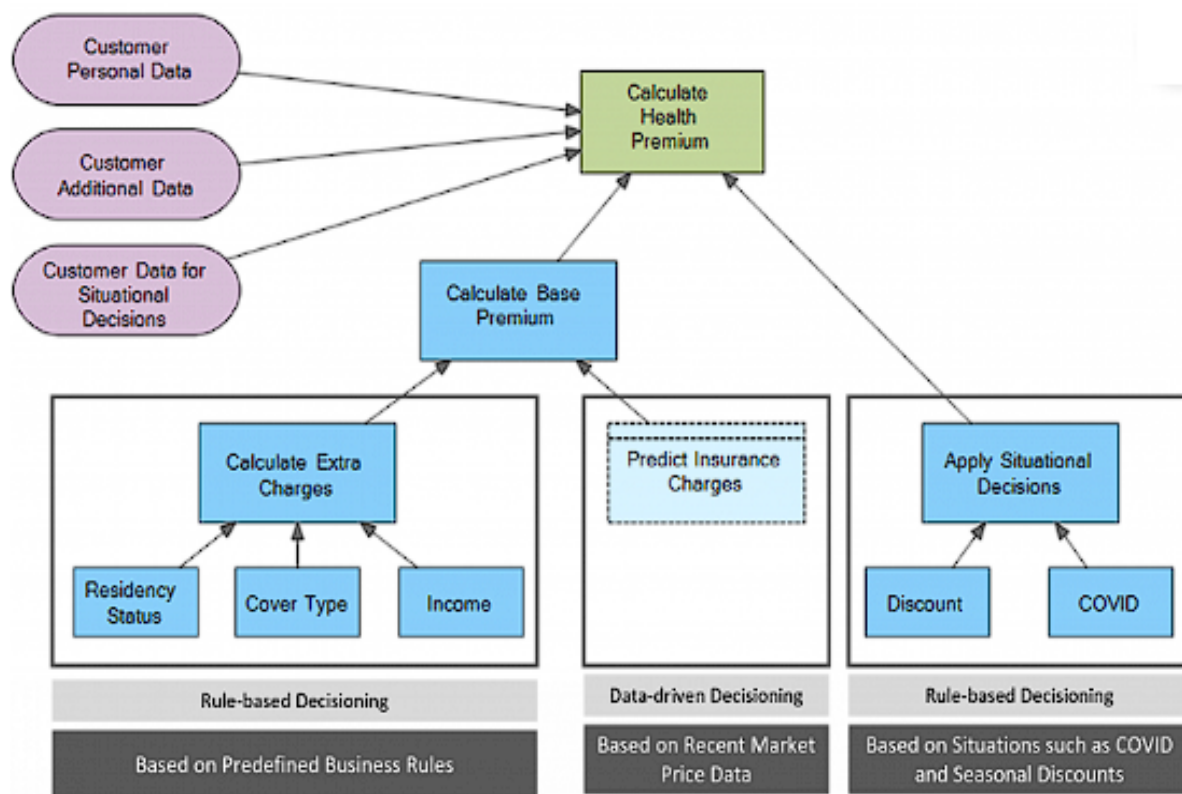 Customer
Personal Data
Calculate
Health
Premium
Customer
Additional Data
Customer Data for
Situational
Decisions
Calculate Base
Premium
Calculate Extra
Charges
Predict Insurance
Charges
Apply Situational
Decisions
Residency
Status
Cover Type
Income
Discount
COVID
Rule-based Decisioning
Data-driven Decisioning
Rule-based Decisioning
Based on Predefined Business Rules
Based on Recent Market
Price Data
Based on Situations such as COVID
and Seasonal Discounts